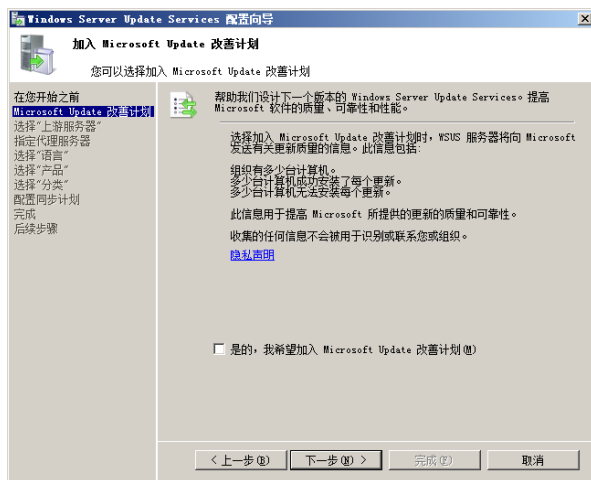 Windows Server Update Services 配置向导
加入 Microsoft Update 改善计划
您可以选择加入 Microsoft Update 改善计划
在您开始之前
Microsoft Update 改善计划
选择"上游服务器"
指定代理服务器
选择"语言"
选择"产品"
选择"分类"
配置同步计划
完成
后续步骤
帮助我们设计下一个版本的 Windows Server Update Services。提高
Microsoft 软件的质量、可靠性和性能。
选择加入 Microsoft Update 改善计划时，WSUS 服务器将向 Microsoft
发送有关更新质量的信息。此信息包括:
组织有多少台计算机。
多少台计算机成功安装了每个更新。
多少台计算机无法安装每个更新。
此信息用于提高 Microsoft 所提供的更新的质量和可靠性。
收集的任何信息不会被用于识别或联系您或组织。
隐私声明
是的，我希望加入 Microsoft Update 改善计划(M)
< 上一步(B)
下一步(N) >
完成(F)
取消